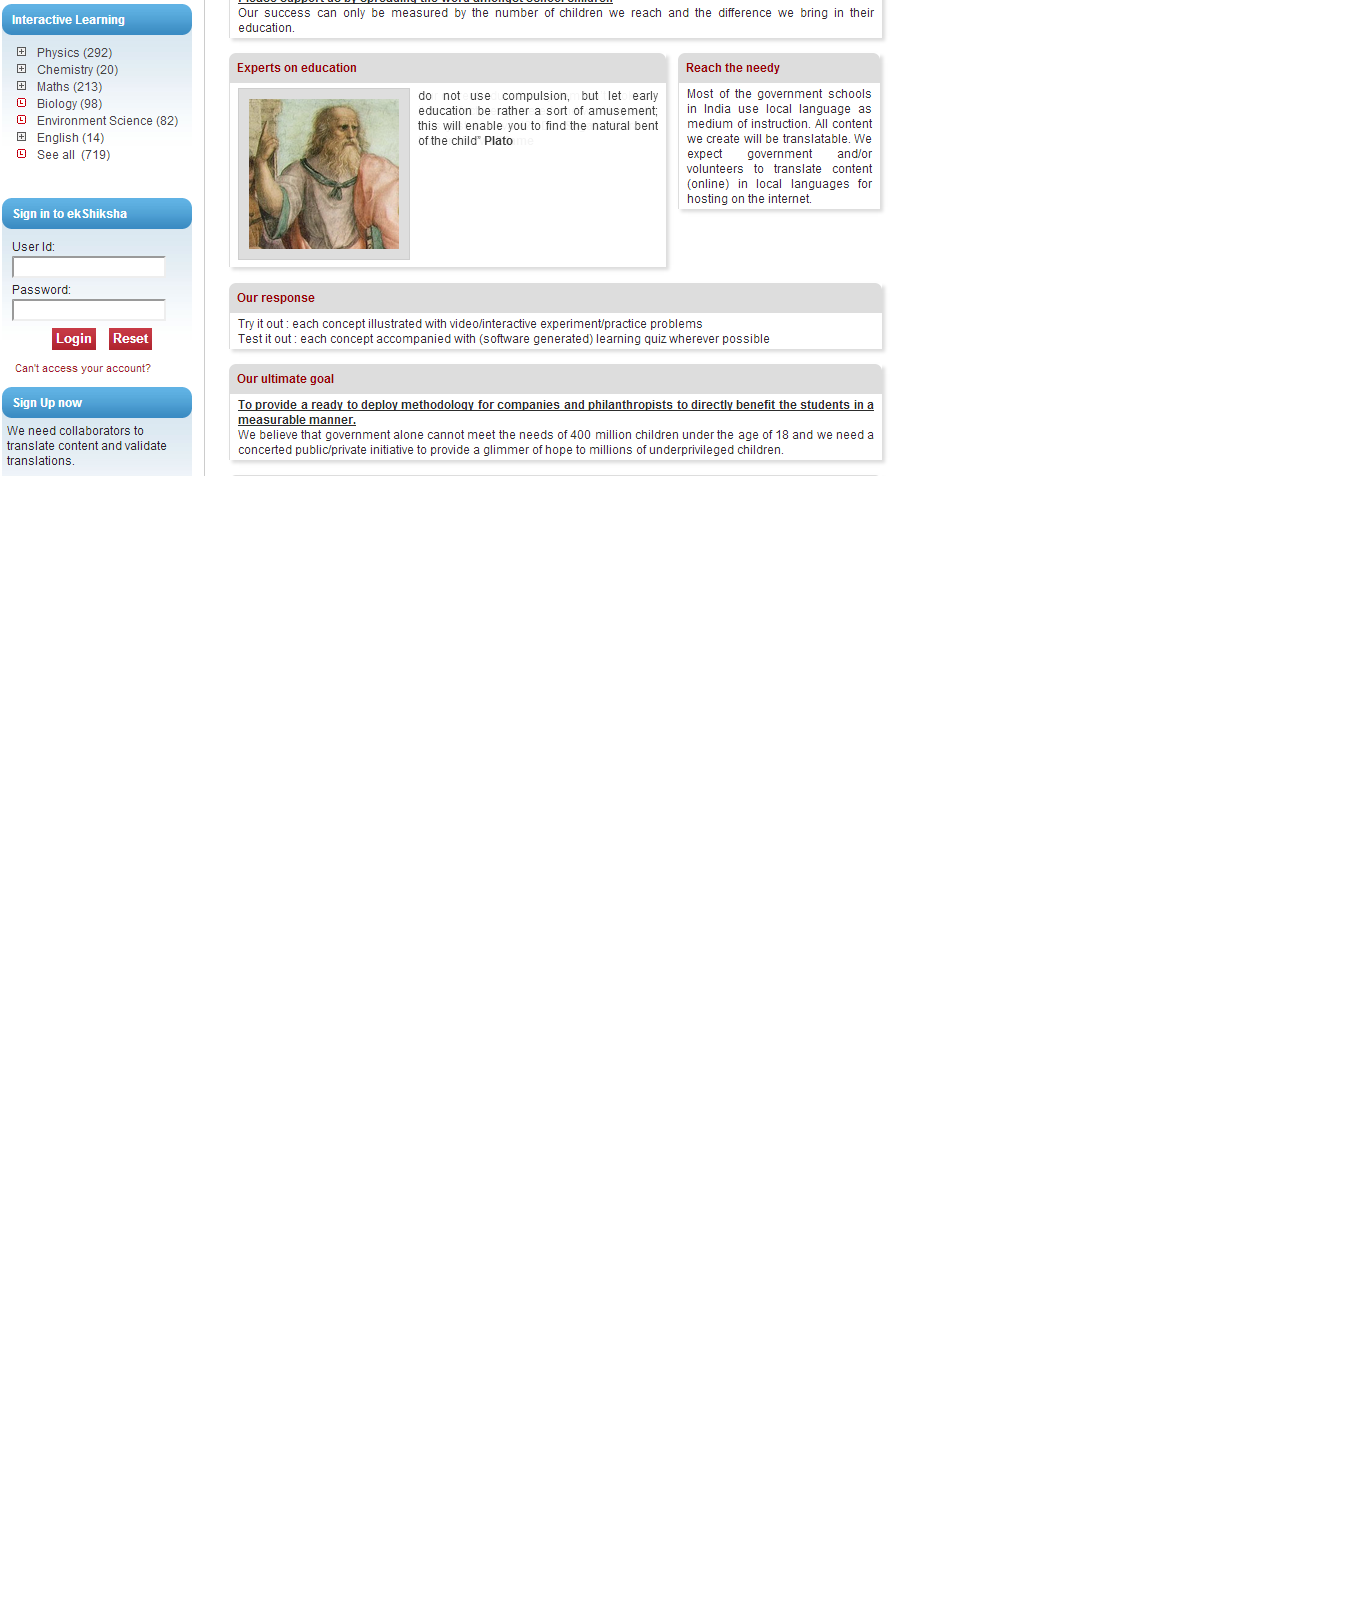 Interactive Learning
Physics (292)
Chemistry (20)
Maths (213)
Biology (98)
Environment Science (82)
English (14)
See all (719)
Sign in to ekShiksha
User Id:
Password:
Login Reset
Can't access your account?
Sign Up now
We need collaborators to
translate content and validate
translations.
Please support us by spreading the word amongst school children
Our success can only be measured by the number of children we reach and the difference we bring in their
education.
Experts on education
do not use compulsion, but let early
education be rather a sort of amusement;
this will enable you to find the natural bent
of the child" Plato
Reach the needy
Most of the government schools
in India use local language as
medium of instruction. All content
we create will be translatable. We
expect government and/or
volunteers to translate content
(online) in local languages for
hosting on the internet.
Our response
Try it out : each concept illustrated with video/interactive experiment/practice problems
Test it out : each concept accompanied with (software generated) learning quiz wherever possible
Our ultimate goal
To provide a ready to deploy methodology for companies and philanthropists to directly benefit the students in a
measurable manner.
We believe that government alone cannot meet the needs of 400 million children under the age of 18 and we need a
concerted public/private initiative to provide a glimmer of hope to millions of underprivileged children.